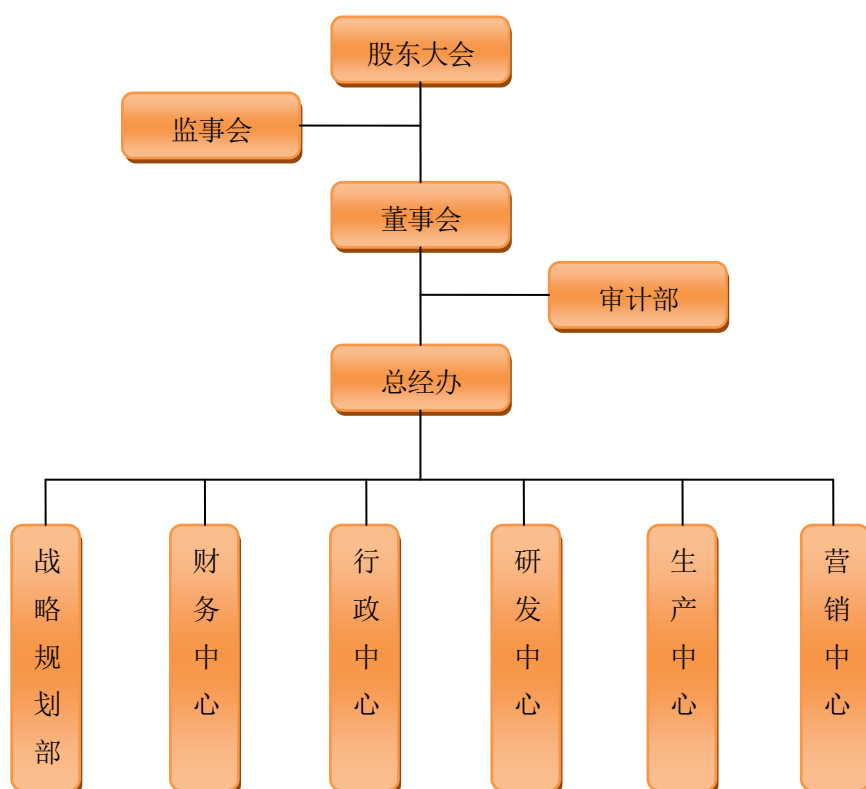 股东大会
监事会
董事会
审计部
总经办
战略规划部
财务中心
行政中心
研发中心
生产中心
营销中心